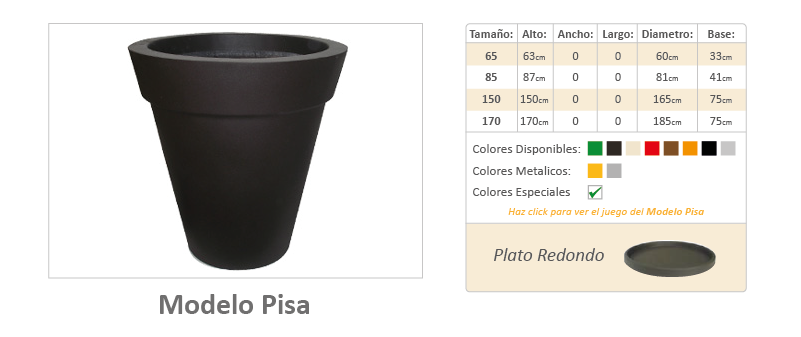 Modelo Pisa
Tamaño: Alto: Ancho: Largo: Diametro: Base:
65 63cm 0 0 60cm 33cm
85 87cm 0 0 81cm 41cm
150 150cm 0 0 165cm 75cm
170 170cm 0 0 185cm 75cm
Colores Disponibles:
Colores Metalicos:
Colores Especiales
Haz click para ver el juego del Modelo Pisa
Plato Redondo